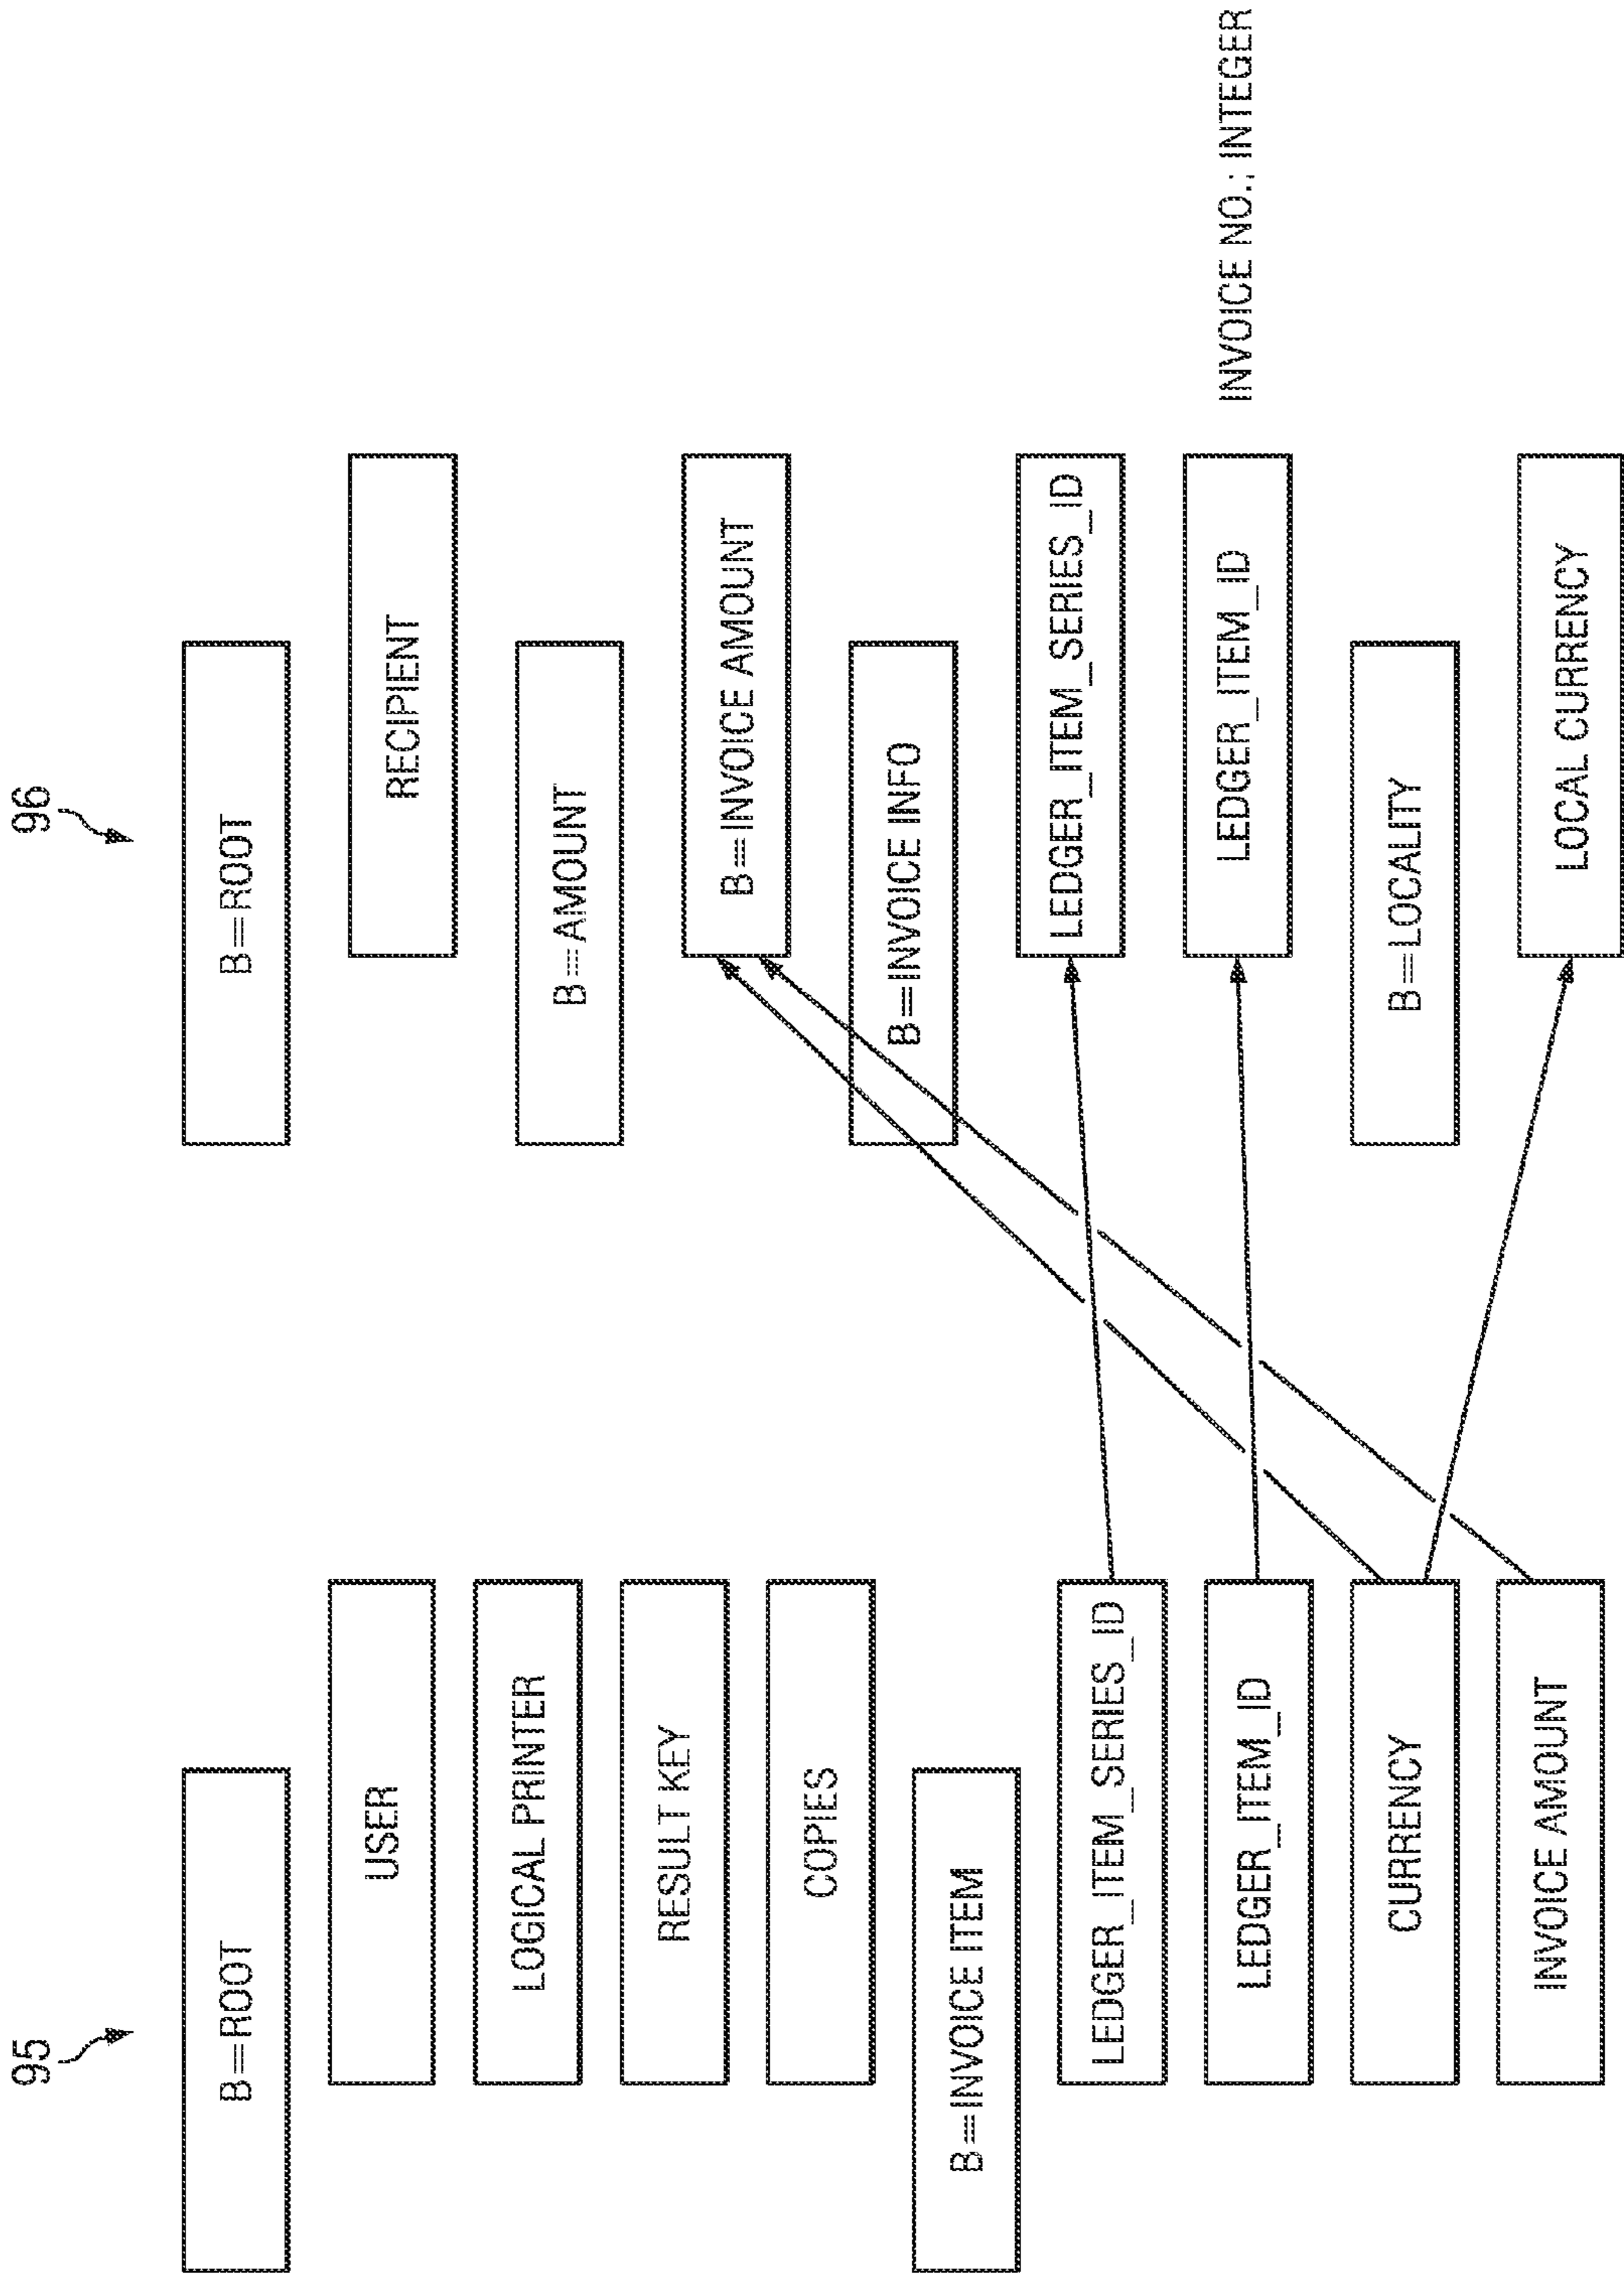 95
B=ROOT
USER
LOGICAL PRINTER
RESULT KEY
COPIES
B=INVOICE ITEM
LEDGER_ITEM_SERIES_ID
LEDGER_ITEM_ID
CURRENCY
INVOICE AMOUNT
96
B=ROOT
RECIPIENT
B=AMOUNT
B=INVOICE AMOUNT
B=INVOICE INFO
LEDGER_ITEM_SERIES_ID
LEDGER_ITEM_ID
INVOICE NO.: INTEGER
B=LOCALITY
LOCAL CURRENCY